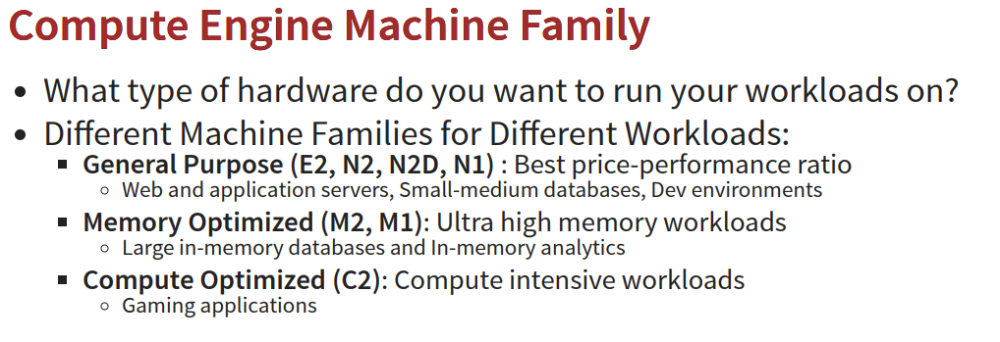 Compute Engine Machine Family
• What type of hardware do you want to run your workloads on?
• Different Machine Families for Different Workloads:
▪ General Purpose (E2, N2, N2D, N1) : Best price-performance ratio
◦ Web and application servers, Small-medium databases, Dev environments
▪ Memory Optimized (M2, M1): Ultra high memory workloads
◦ Large in-memory databases and In-memory analytics
▪ Compute Optimized (C2): Compute intensive workloads
◦ Gaming applications